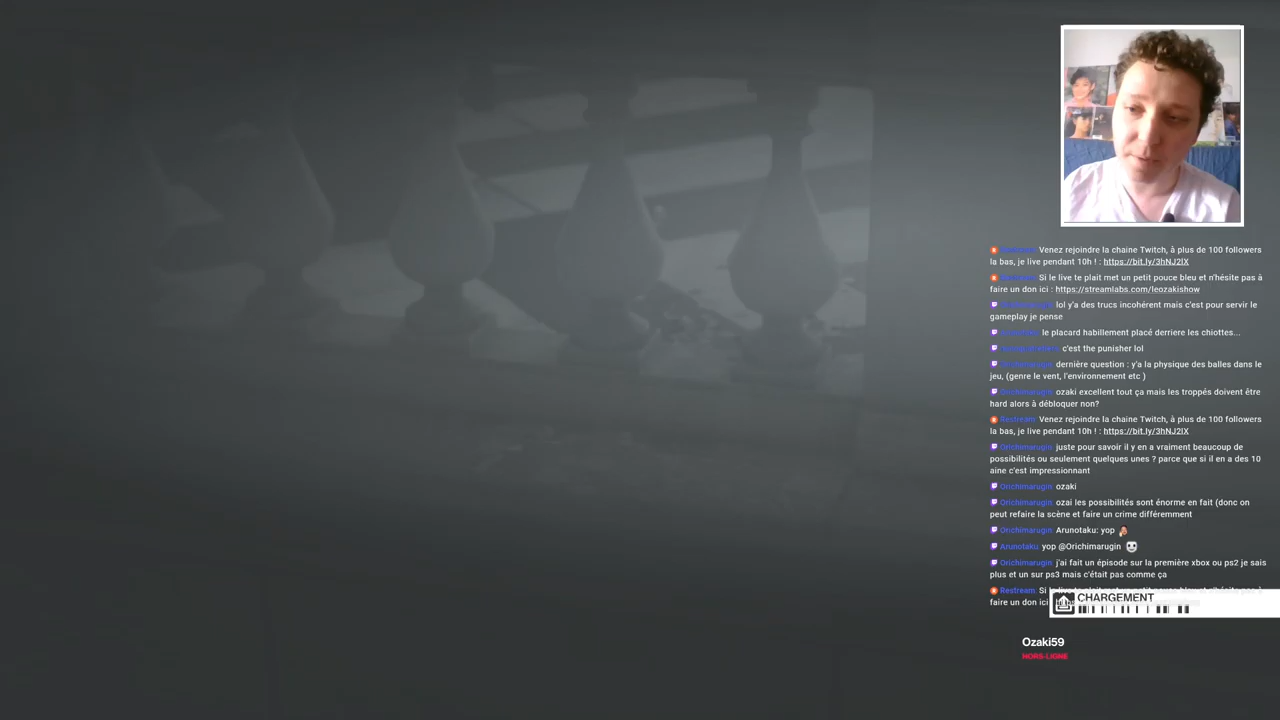 Venez rejoindre la chaine Twitch, à plus de 100 followers
la bas, je live pendant 10h ! : https://bit.ly/3hNJ2IX
Si le live te plait met un petit pouce bleu et n'hésite pas à
faire un don ici : https://streamlabs.com/leozakishow
lol y'a des trucs incohérent mais c'est pour servir le
gameplay je pense
le placard habillement placé derriere les chiottes...
c'est the punisher lol
Orichimarugin dernière question : y'a la physique des balles dans le
jeu, (genre le vent, l'environnement etc )
Orichimarugin ozaki excellent tout ça mais les troppés doivent être
hard alors à débloquer non?
Restream Venez rejoindre la chaine Twitch, à plus de 100 followers
la bas, je live pendant 10h ! : https://bit.ly/3hNJ2IX
Orichimarugin juste pour savoir il y en a vraiment beaucoup de
possibilités ou seulement quelques unes ? parce que si il en a des 10
aine c'est impressionnant
Orichimarugin ozaki
Orichimarugin ozai les possibilités sont énorme en fait (donc on
peut refaire la scène et faire un crime différemment
Orichimarugin Arunotaku: yop
Arunotaku yop @Orichimarugin
Orichimarugin j'ai fait un épisode sur la première xbox ou ps2 je sais
plus et un sur ps3 mais c'était pas comme ça
Restream Si
faire un don ici
CHARGEMENT
Ozaki59
HORS-LIGNE